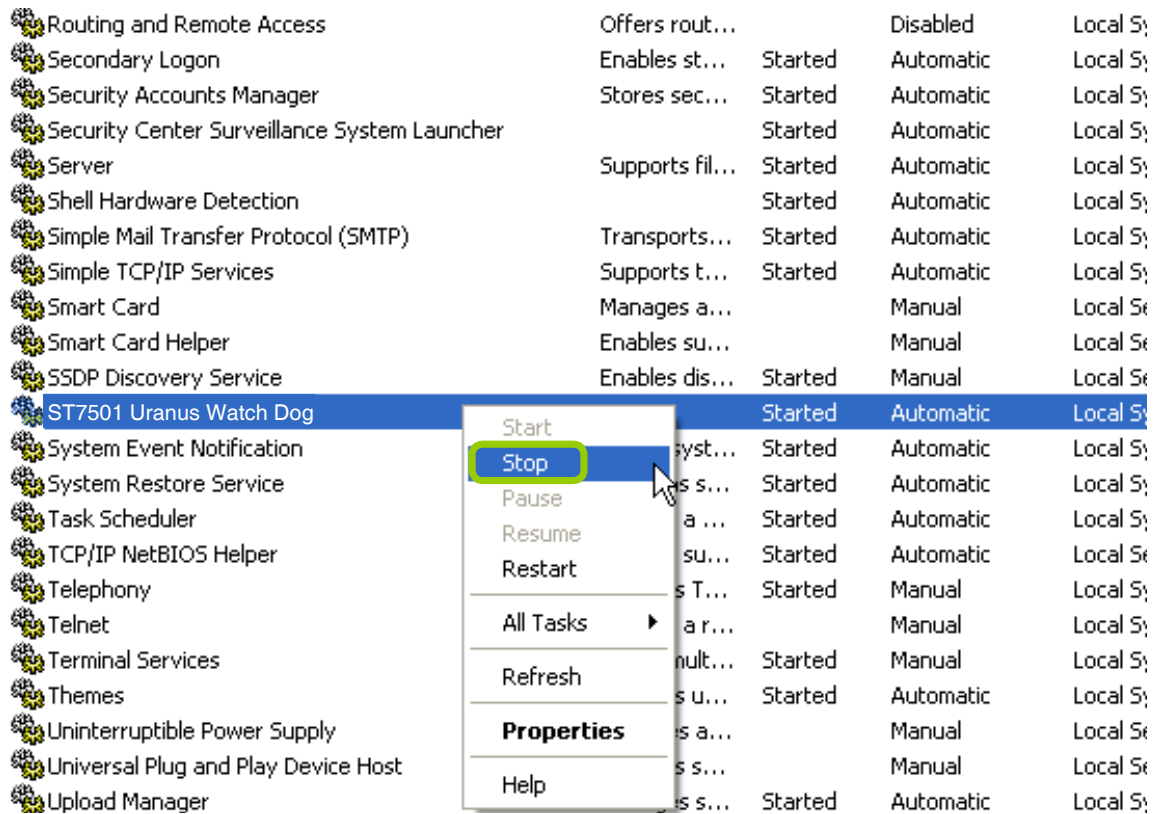 Routing and Remote Access Offers rout... Disabled Local Sy
Secondary Logon Enables st... Started Automatic Local Sy
Security Accounts Manager Stores sec... Started Automatic Local Sy
Security Center Surveillance System Launcher Started Automatic Local Sy
Server Supports fil... Started Automatic Local Sy
Shell Hardware Detection Started Automatic Local Sy
Simple Mail Transfer Protocol (SMTP) Transports... Started Automatic Local Sy
Simple TCP/IP Services Supports t... Started Automatic Local Sy
Smart Card Manages a... Manual Local Se
Smart Card Helper Enables su... Manual Local Se
SSDP Discovery Service Enables dis... Started Manual Local Se
ST7501 Uranus Watch Dog Started Automatic Local Sy
Start
System Event Notification syst... Started Automatic Local Sy
Stop
System Restore Service s s... Started Automatic Local Sy
Pause
Task Scheduler a ... Started Automatic Local Sy
Resume
TCP/IP NetBIOS Helper su... Started Automatic Local Se
Restart
Telephony s T... Started Manual Local Sy
Telnet a r... Manual Local Sy
All Tasks
Terminal Services mult... Started Manual Local Sy
Refresh
Themes s u... Started Automatic Local Sy
Uninterruptible Power Supply s a... Manual Local Se
Properties
Universal Plug and Play Device Host s s... Manual Local Se
Help
Upload Manager s s... Started Automatic Local Sy